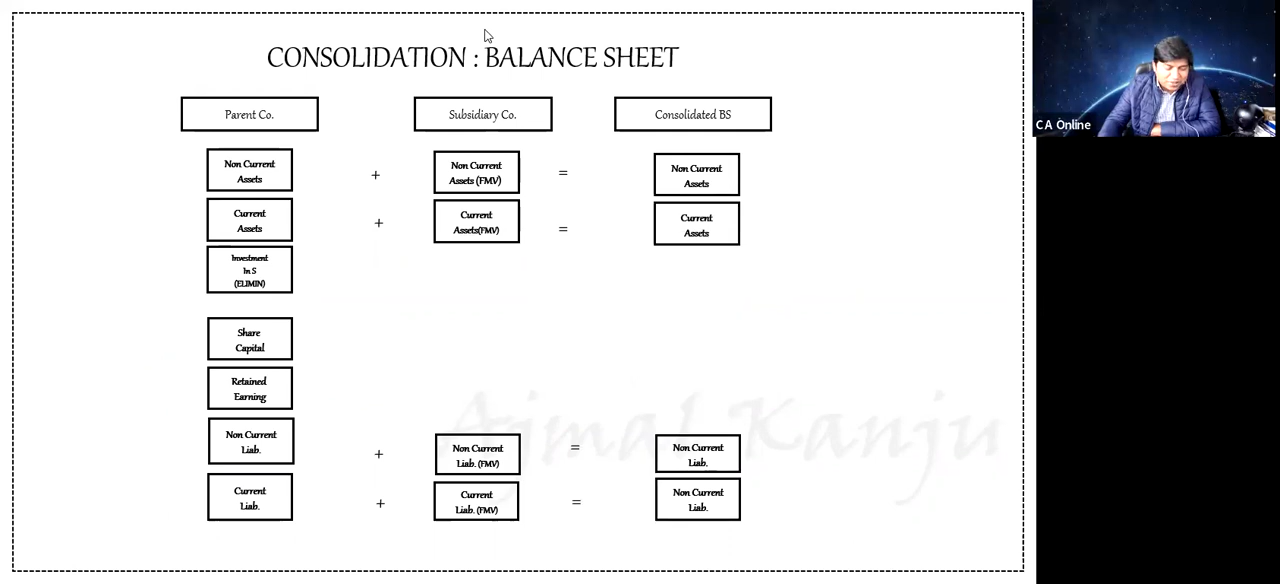 CONSOLIDATION : BALANCE SHEET
Parent Co.
Subsidiary Co.
Consolidated BS
Non Current
Assets
+
Non Current
Assets (FMV)
=
Non Current
Assets
Current
Assets
+
Current
Assets(FMV)
=
Current
Assets
Investment
In S
(ELIMIN)
Share
Capital
Retained
Earning
Non Current
Liab.
+
Non Current
Liab. (FMV)
=
Non Current
Liab.
Current
Liab.
+
Current
Liab. (FMV)
=
Non Current
Liab.
Ajmal Kanju
C A Online